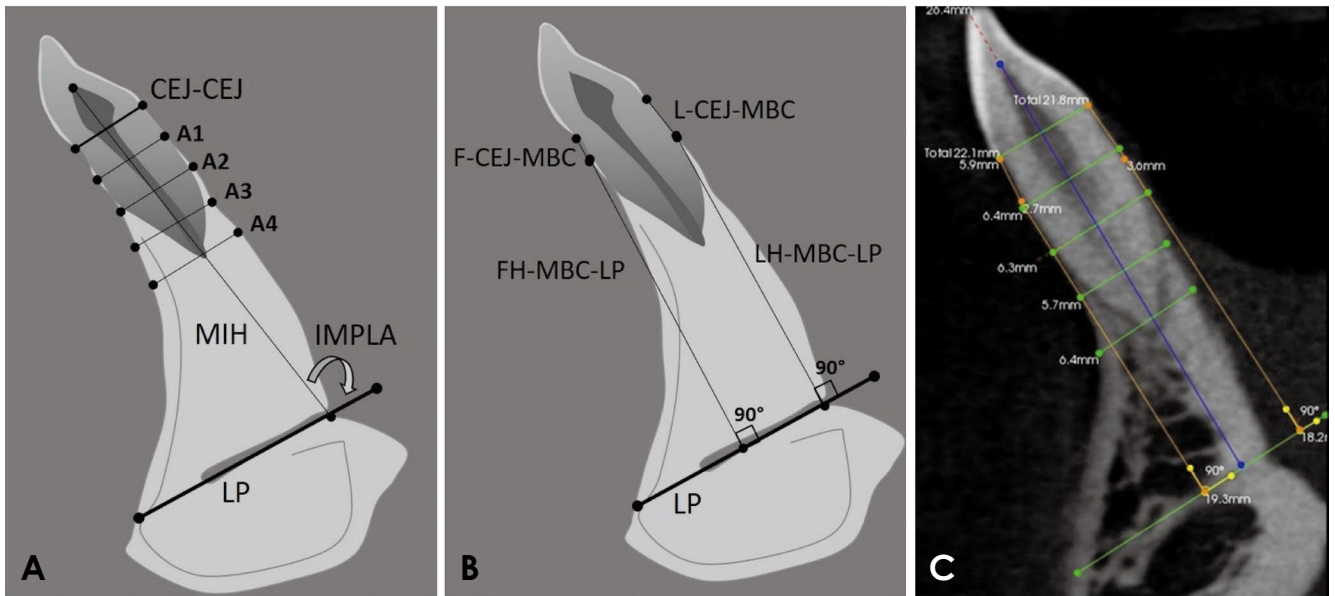 CEJ-CEJ
A1
A2
A3
A4
MIH
IMPLA
LP
A
L-CEJ-MBC
F-CEJ-MBC
FH-MBC-LP
LH-MBC-LP
90°
90°
LP
B
26.4mm
Total 21.8mm
Total 22.1mm
5.9mm
3.6mm
6.4mm
2.7mm
6.3mm
5.7mm
6.4mm
90°
18.2
90°
19.3mm
C